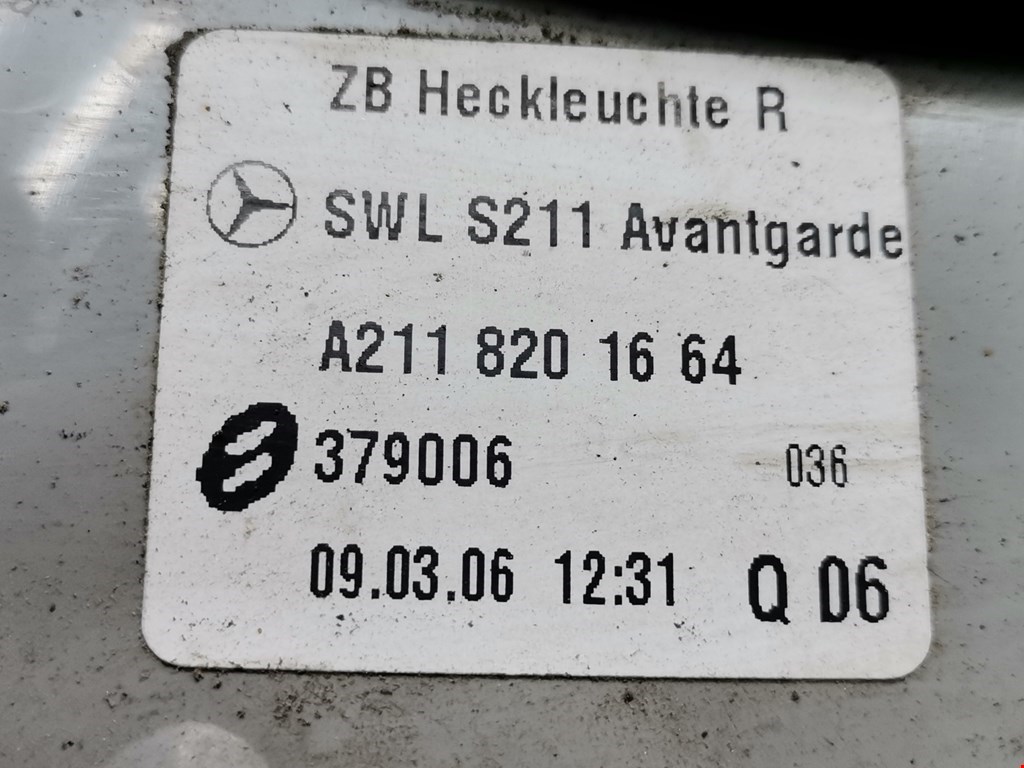 ZB Heckleuchte R
SWL S211 Avantgarde
A211 820 16 64
379006 036
09.03.06 12:31 Q 06